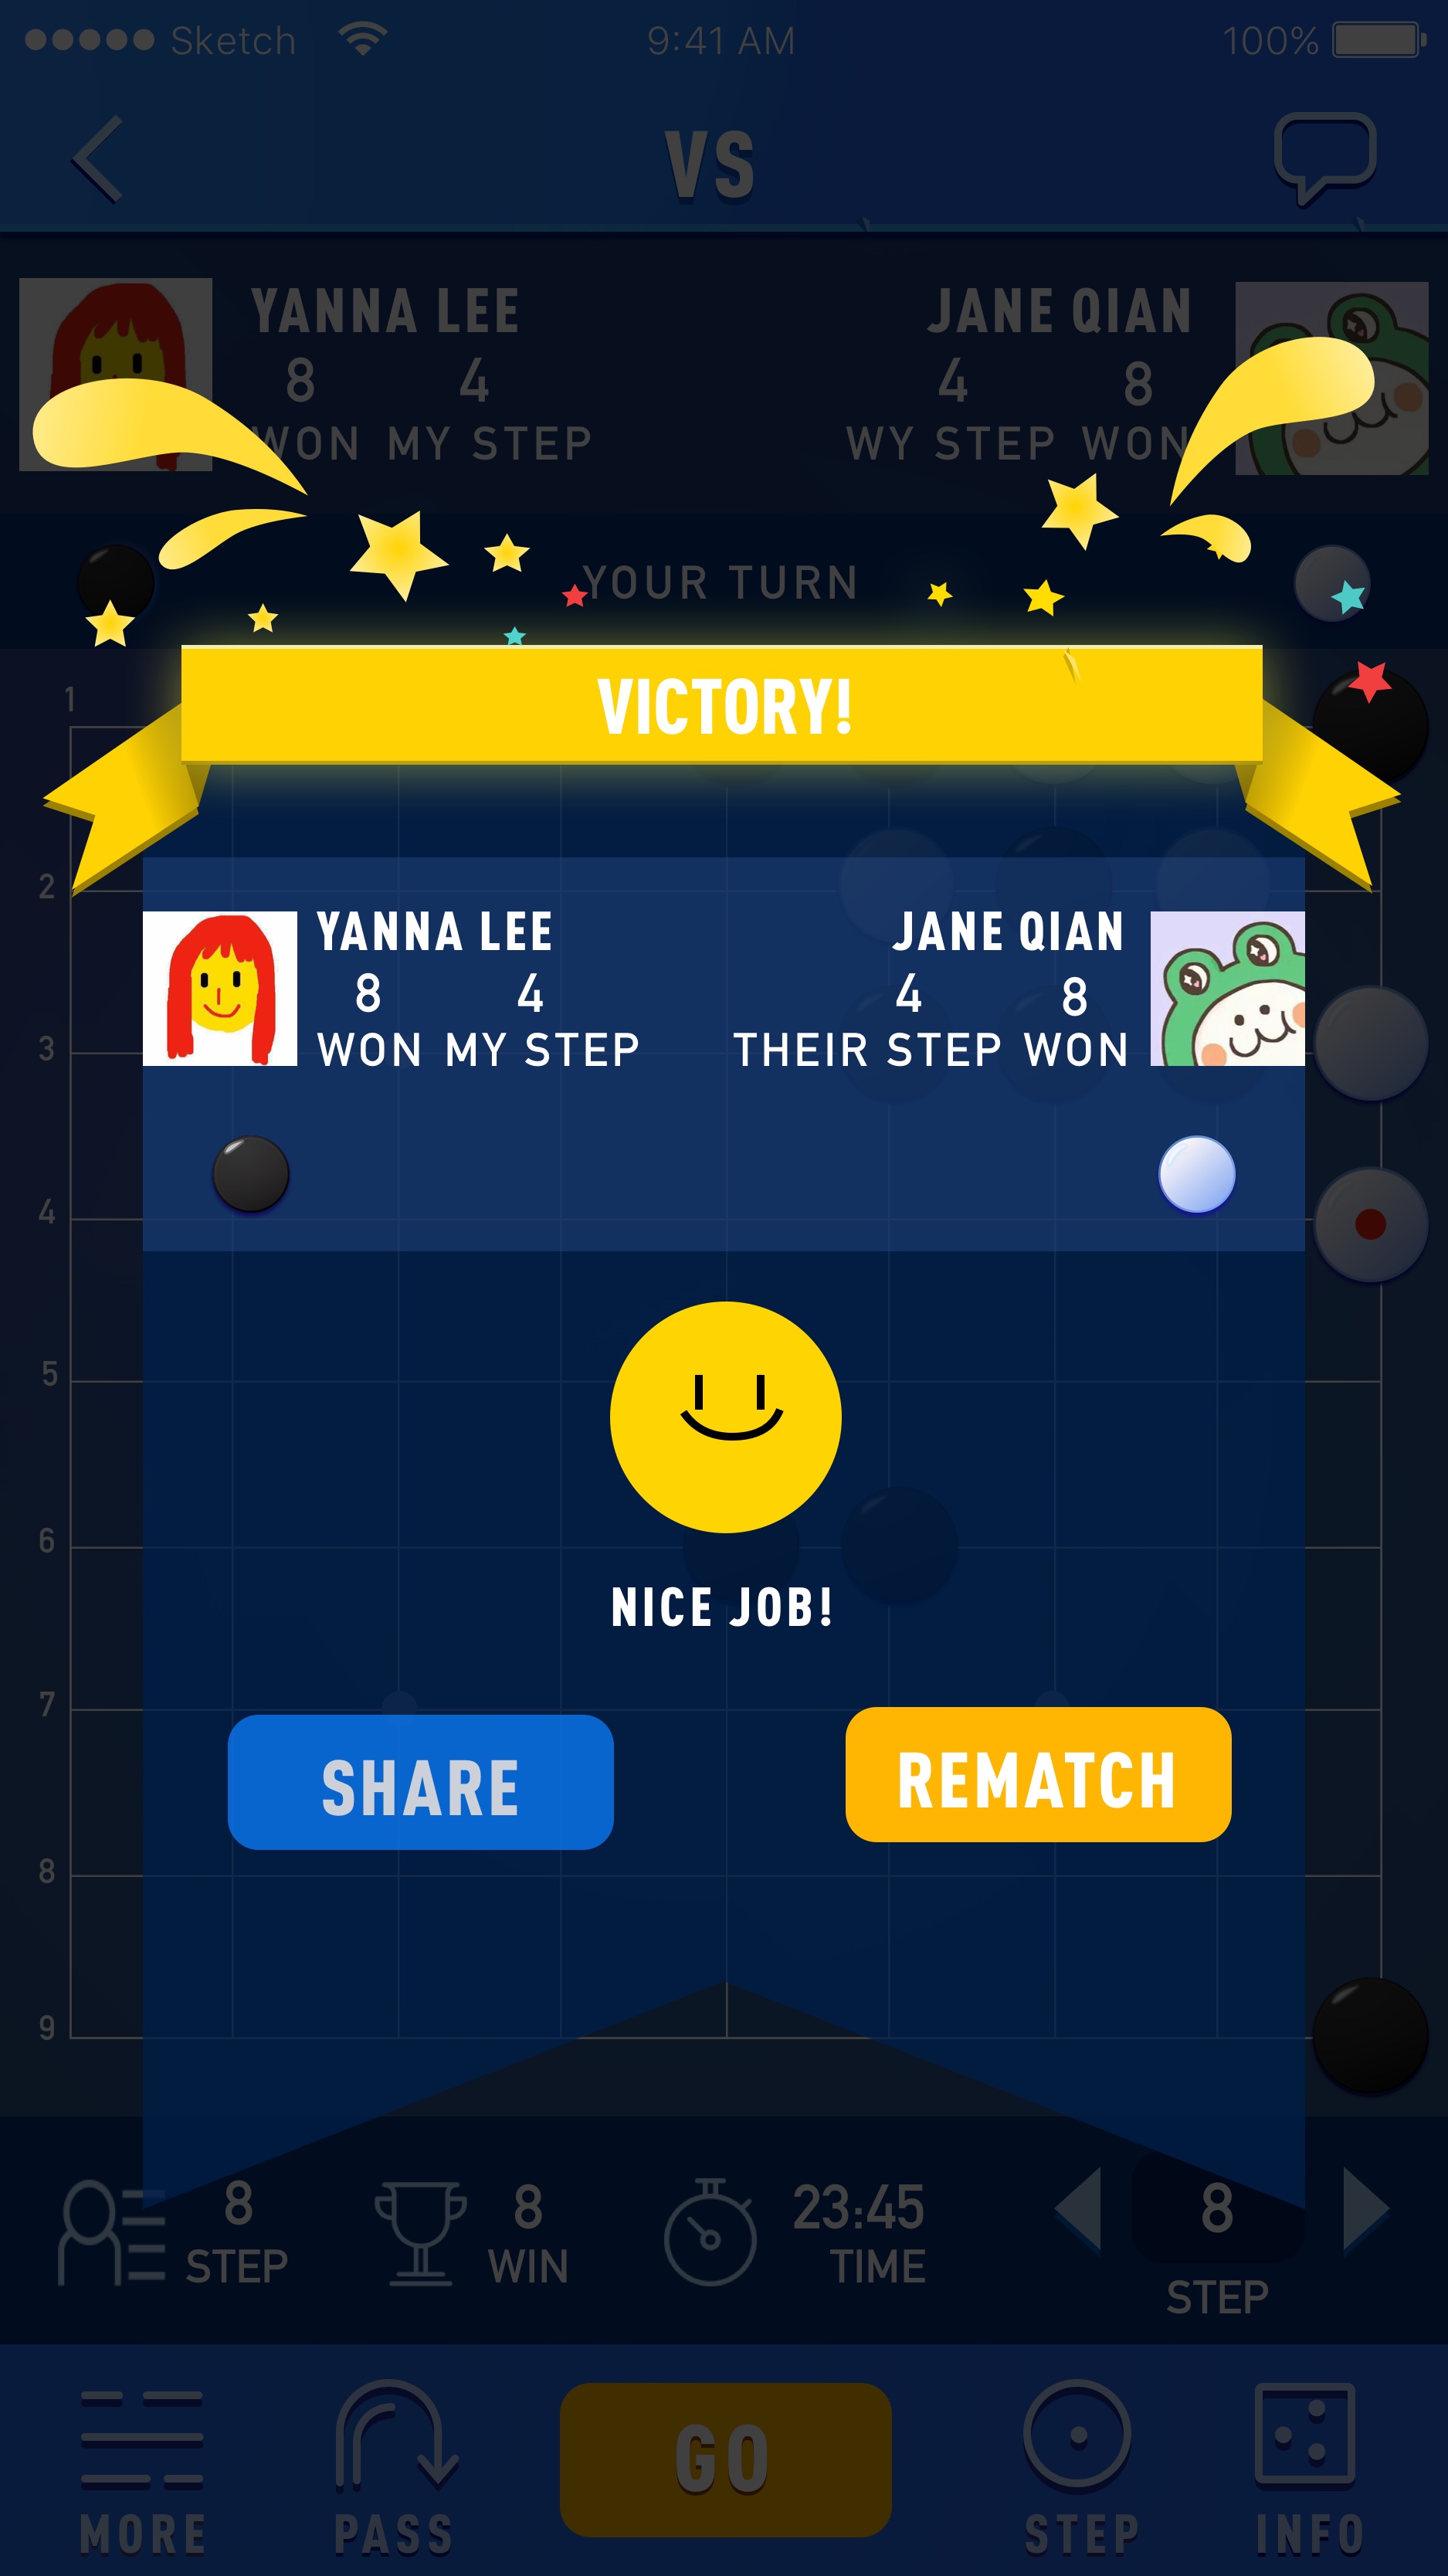 Sketch 9:41 AM 100%
VS
YANNA LEE JANE QIAN
8 4 4 8
WON MY STEP WY STEP WON
YOUR TURN
VICTORY!
1
2
YANNA LEE JANE QIAN
8 4 4 8
WON MY STEP THEIR STEP WON
3
4
5
6
NICE JOB!
7
SHARE REMATCH
8
9
8 8 23:45 8
STEP WIN TIME STEP
GO
MORE PASS STEP INFO